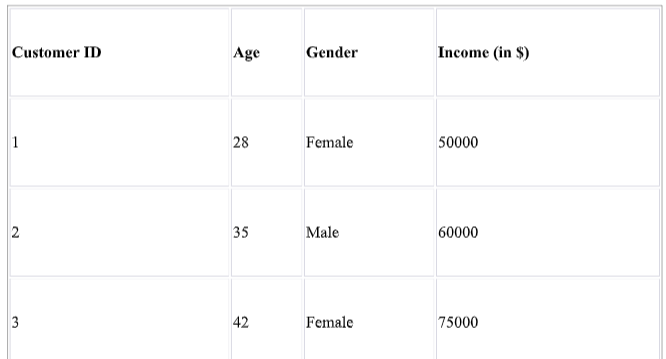 Customer ID Age Gender Income (in $)
1 28 Female 50000
2 35 Male 60000
3 42 Female 75000